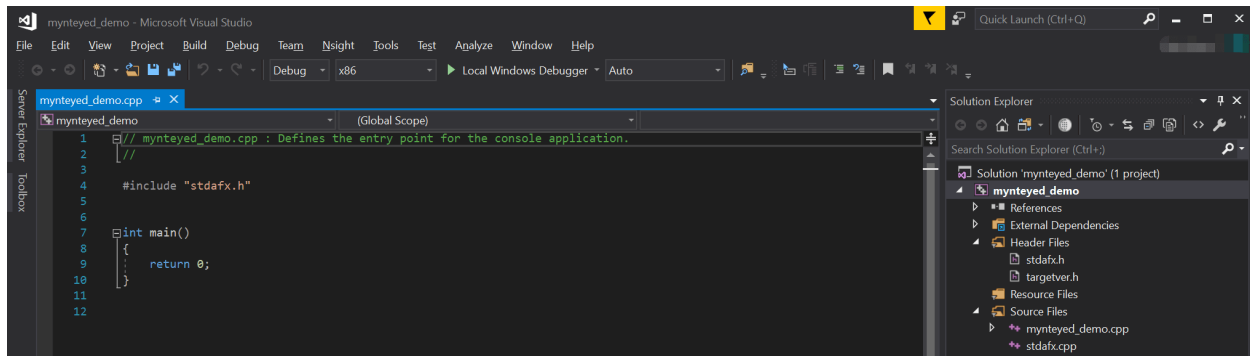 mynteyed_demo - Microsoft Visual Studio
Quick Launch (Ctrl+Q)
File Edit View Project Build Debug Team Nsight Tools Test Analyze Window Help
Debug x86 Local Windows Debugger Auto
Server Explorer
Toolbox
mynteyed_demo.cpp
mynteyed_demo (Global Scope)
1 // mynteyed_demo.cpp : Defines the entry point for the console application.
2 //
3
4 #include "stdafx.h"
5
6
7 int main()
8 {
9 return 0;
10 }
11
12
Solution Explorer
Search Solution Explorer (Ctrl+;)
Solution 'mynteyed_demo' (1 project)
mynteyed_demo
References
External Dependencies
Header Files
stdafx.h
targetver.h
Resource Files
Source Files
mynteyed_demo.cpp
stdafx.cpp